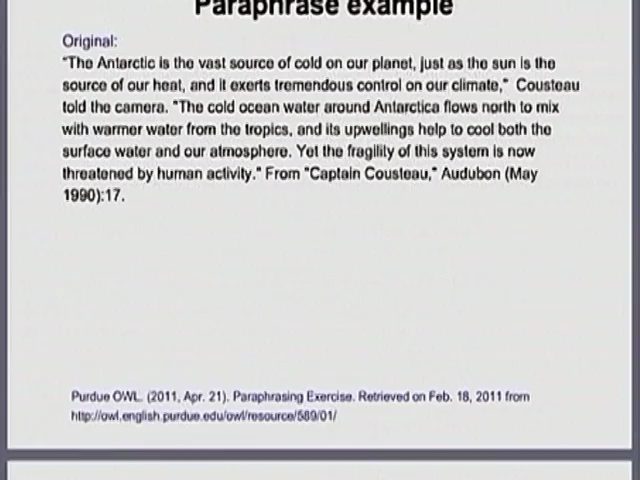 Paraphrase example
Original:
"The Antarctic is the vast source of cold on our planet, just as the sun is the
source of our heat, and it exerts tremendous control on our climate," Cousteau
told the camera. "The cold ocean water around Antarctica flows north to mix
with warmer water from the tropics, and its upwellings help to cool both the
surface water and our atmosphere. Yet the fragility of this system is now
threatened by human activity." From "Captain Cousteau," Audubon (May
1990):17.
Purdue OWL. (2011, Apr. 21). Paraphrasing Exercise. Retrieved on Feb. 18, 2011 from
http://owl.english.purdue.edu/owl/resource/589/01/